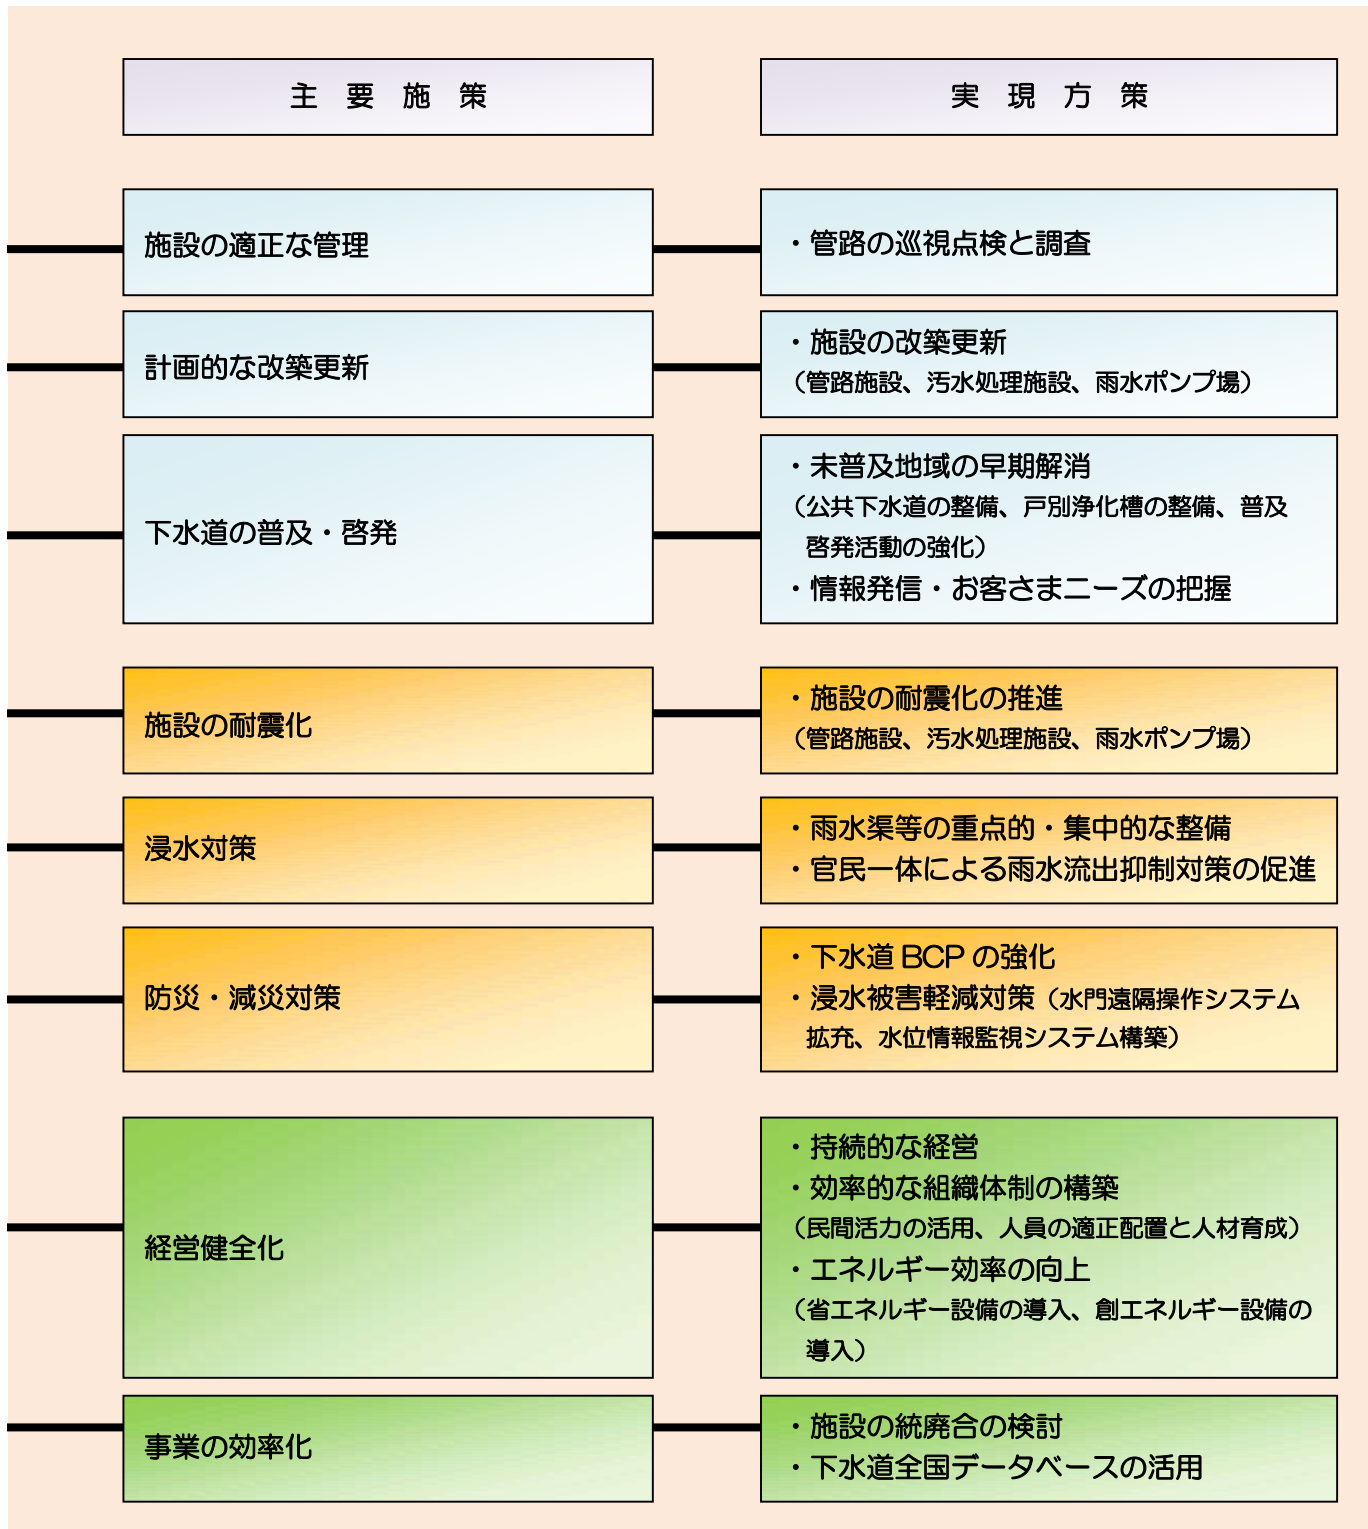 主要施策
実現方策
施設の適正な管理
・管路の巡視点検と調査
計画的な改築更新
・施設の改築更新
（管路施設、汚水処理施設、雨水ポンプ場）
下水道の普及・啓発
・未普及地域の早期解消
（公共下水道の整備、戸別浄化槽の整備、普及
啓発活動の強化）
・情報発信・お客さまニーズの把握
施設の耐震化
・施設の耐震化の推進
（管路施設、汚水処理施設、雨水ポンプ場）
浸水対策
・雨水渠等の重点的・集中的な整備
・官民一体による雨水流出抑制対策の促進
防災・減災対策
・下水道 BCP の強化
・浸水被害軽減対策（水門遠隔操作システム
拡充、水位情報監視システム構築）
経営健全化
・持続的な経営
・効率的な組織体制の構築
（民間活力の活用、人員の適正配置と人材育成）
・エネルギー効率の向上
（省エネルギー設備の導入、創エネルギー設備の
導入）
事業の効率化
・施設の統廃合の検討
・下水道全国データベースの活用